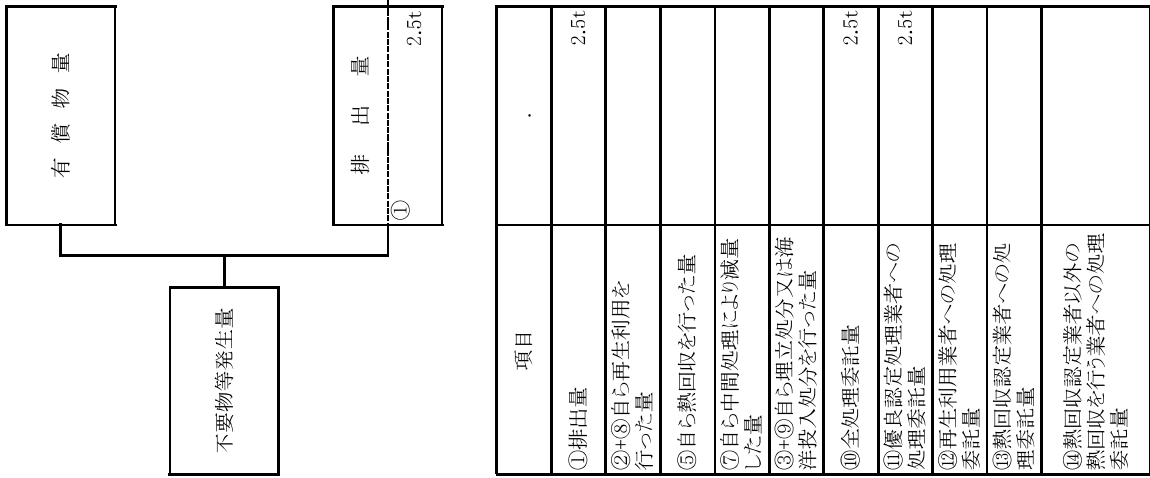 不要物等発生量
有償物量
排出量
①
2.5t
項目
①排出量
2.5t
②+⑧自ら再生利用を
行った量
⑤自ら熱回収を行った量
⑦自ら中間処理により減量
した量
③+⑨自ら埋立処分又は海
洋投入処分を行った量
⑩全処理委託量
2.5t
⑪優良認定処理業者への
処理委託量
2.5t
⑫再生利用業者への処理
委託量
⑬熱回収認定業者への処
理委託量
⑭熱回収認定業者以外の
熱回収を行う業者への処理
委託量